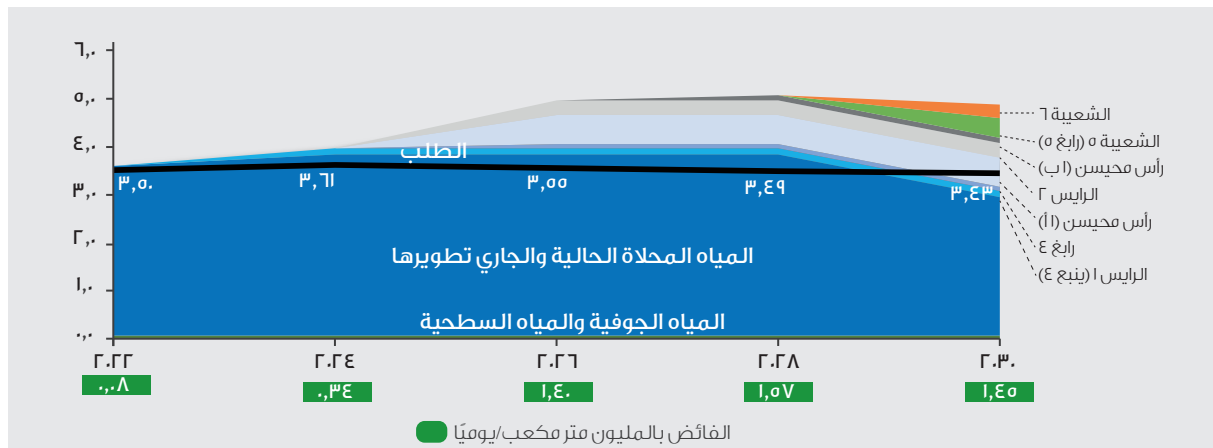 ٦,٠
٥,٠
٤,٠
٣,٠
٢,٠
١,٠
٠,٠
الطلب
٣,٥٠
٣,٦١
٣,٥٥
٣,٤٩
٣,٤٣
المياه المحلاة الحالية والجاري تطويرها
المياه الجوفية والمياه السطحية
الشعيبة ٦
الشعيبة ٥ (رابغ ٥)
رأس محيسن (١ ب)
الرايس ٢
رأس محيسن (١ أ)
رابغ ٤
الرايس ١ (ينبع ٤)
٢٠٢٢
٢٠٢٤
٢٠٢٦
٢٠٢٨
٢٠٣٠
٠,٠٨
٠,٣٤
١,٤٠
١,٥٧
١,٤٥
الفائض بالمليون متر مكعب/يوميًا